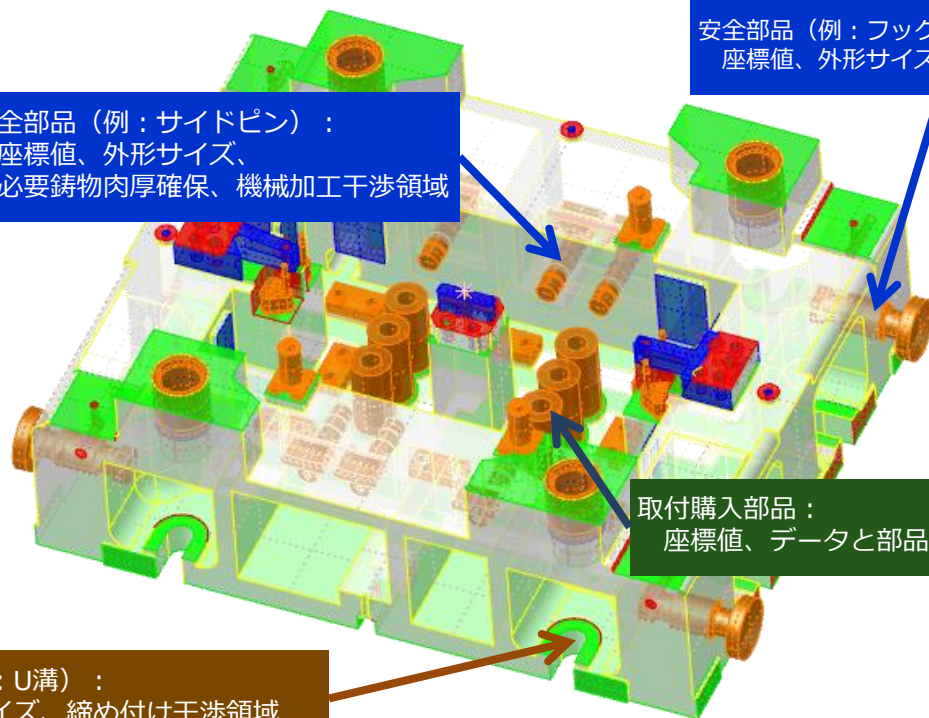 安全部品（例：フック
座標値、外形サイズ
全部品（例：サイドピン）：
座標値、外形サイズ、
必要鋳物肉厚確保、機械加工干渉領域
取付購入部品：
座標値、データと部品
：U溝）：
イズ、締め付け干渉領域